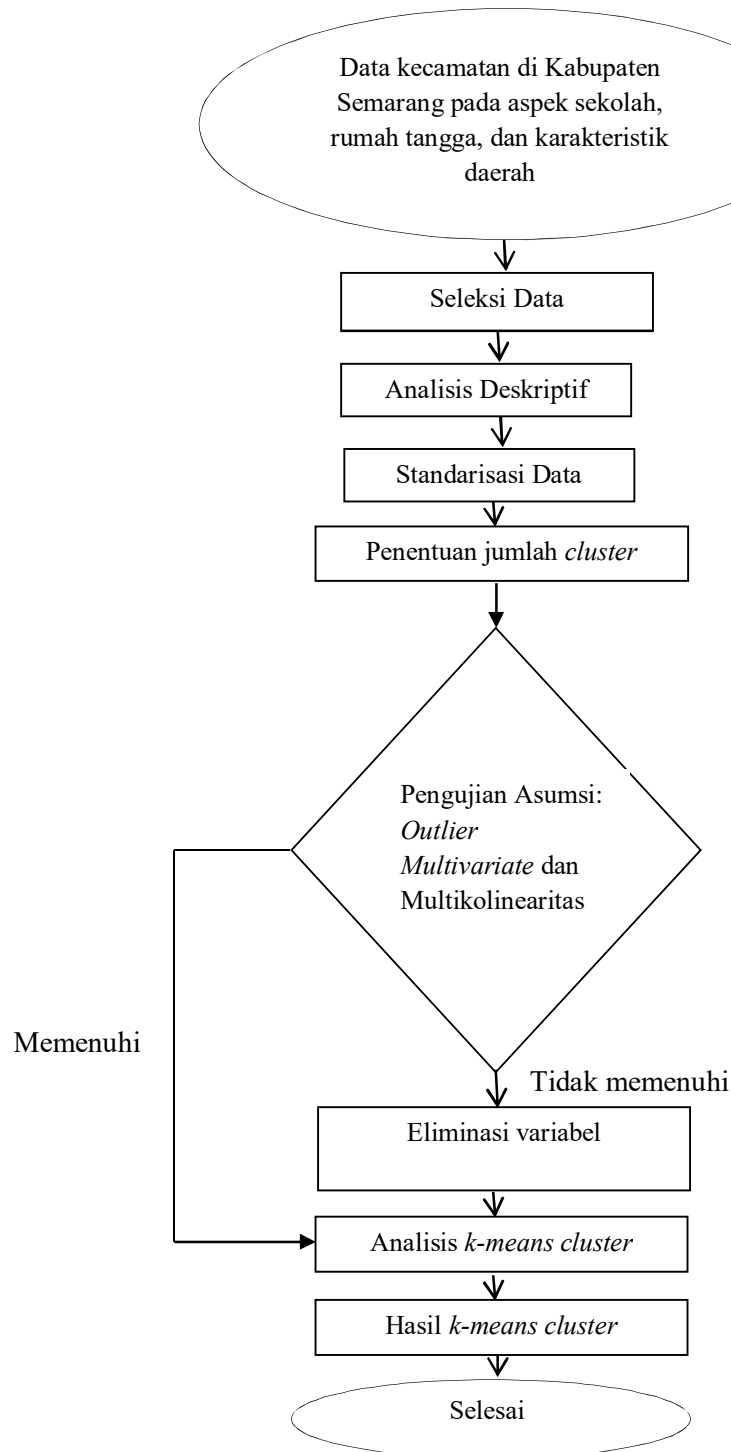 Data kecamatan di Kabupaten
Semarang pada aspek sekolah,
rumah tangga, dan karakteristik
daerah
Seleksi Data
Analisis Deskriptif
Standarisasi Data
Penentuan jumlah cluster
Pengujian Asumsi:
Outlier
Multivariate dan
Multikolinearitas
Memenuhi
Tidak memenuhi
Eliminasi variabel
Analisis k-means cluster
Hasil k-means cluster
Selesai